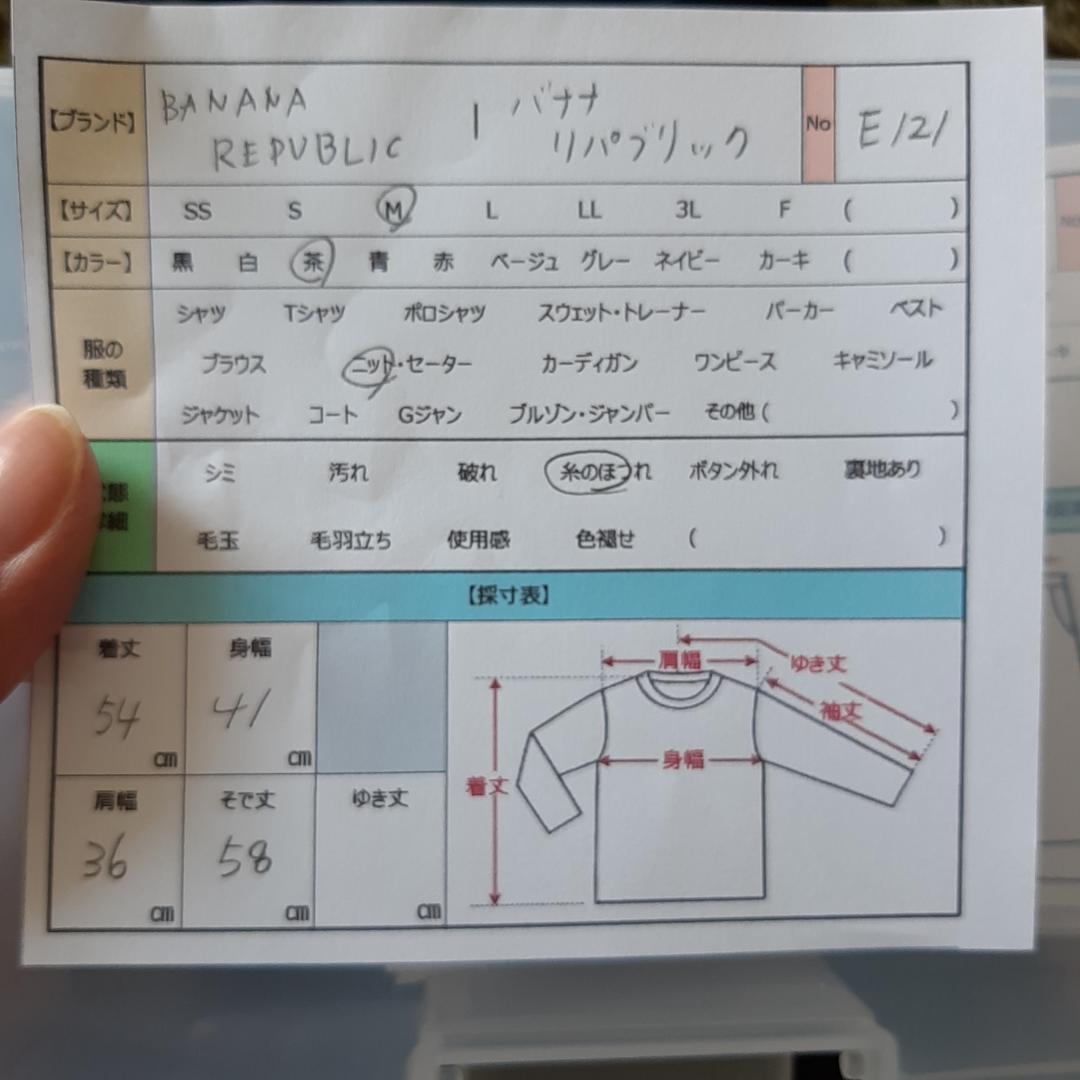 【ブランド】 BANANA REPUBLIC | バナナ リパブリック No E121
【サイズ】 SS S M L LL 3L F ( )
【カラー】 黒 白 茶 青 赤 ベージュ グレー ネイビー カーキ ( )
服の種類
シャツ Tシャツ ポロシャツ スウェット・トレーナー パーカー ベスト
ブラウス ニット・セーター カーディガン ワンピース キャミソール
ジャケット コート Gジャン ブルゾン・ジャンパー その他 ( )
シミ 汚れ 破れ 糸のほつれ ボタン外れ 裏地あり
毛玉 毛羽立ち 使用感 色褪せ ( )
【採寸表】
着丈 身幅
54 cm 41 cm
肩幅 そで丈 ゆき丈
36 cm 58 cm cm
肩幅 ゆき丈
袖丈
身幅
着丈